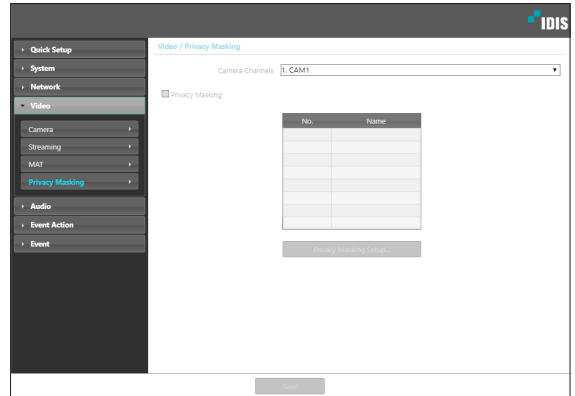 IDIS
Quick Setup
System
Network
Video
Camera
Streaming
MAT
Privacy Masking
Audio
Event Action
Event
Video / Privacy Masking
Camera Channels 1. CAM1
Privacy Masking
No. Name
Privacy Masking Setup...
Save